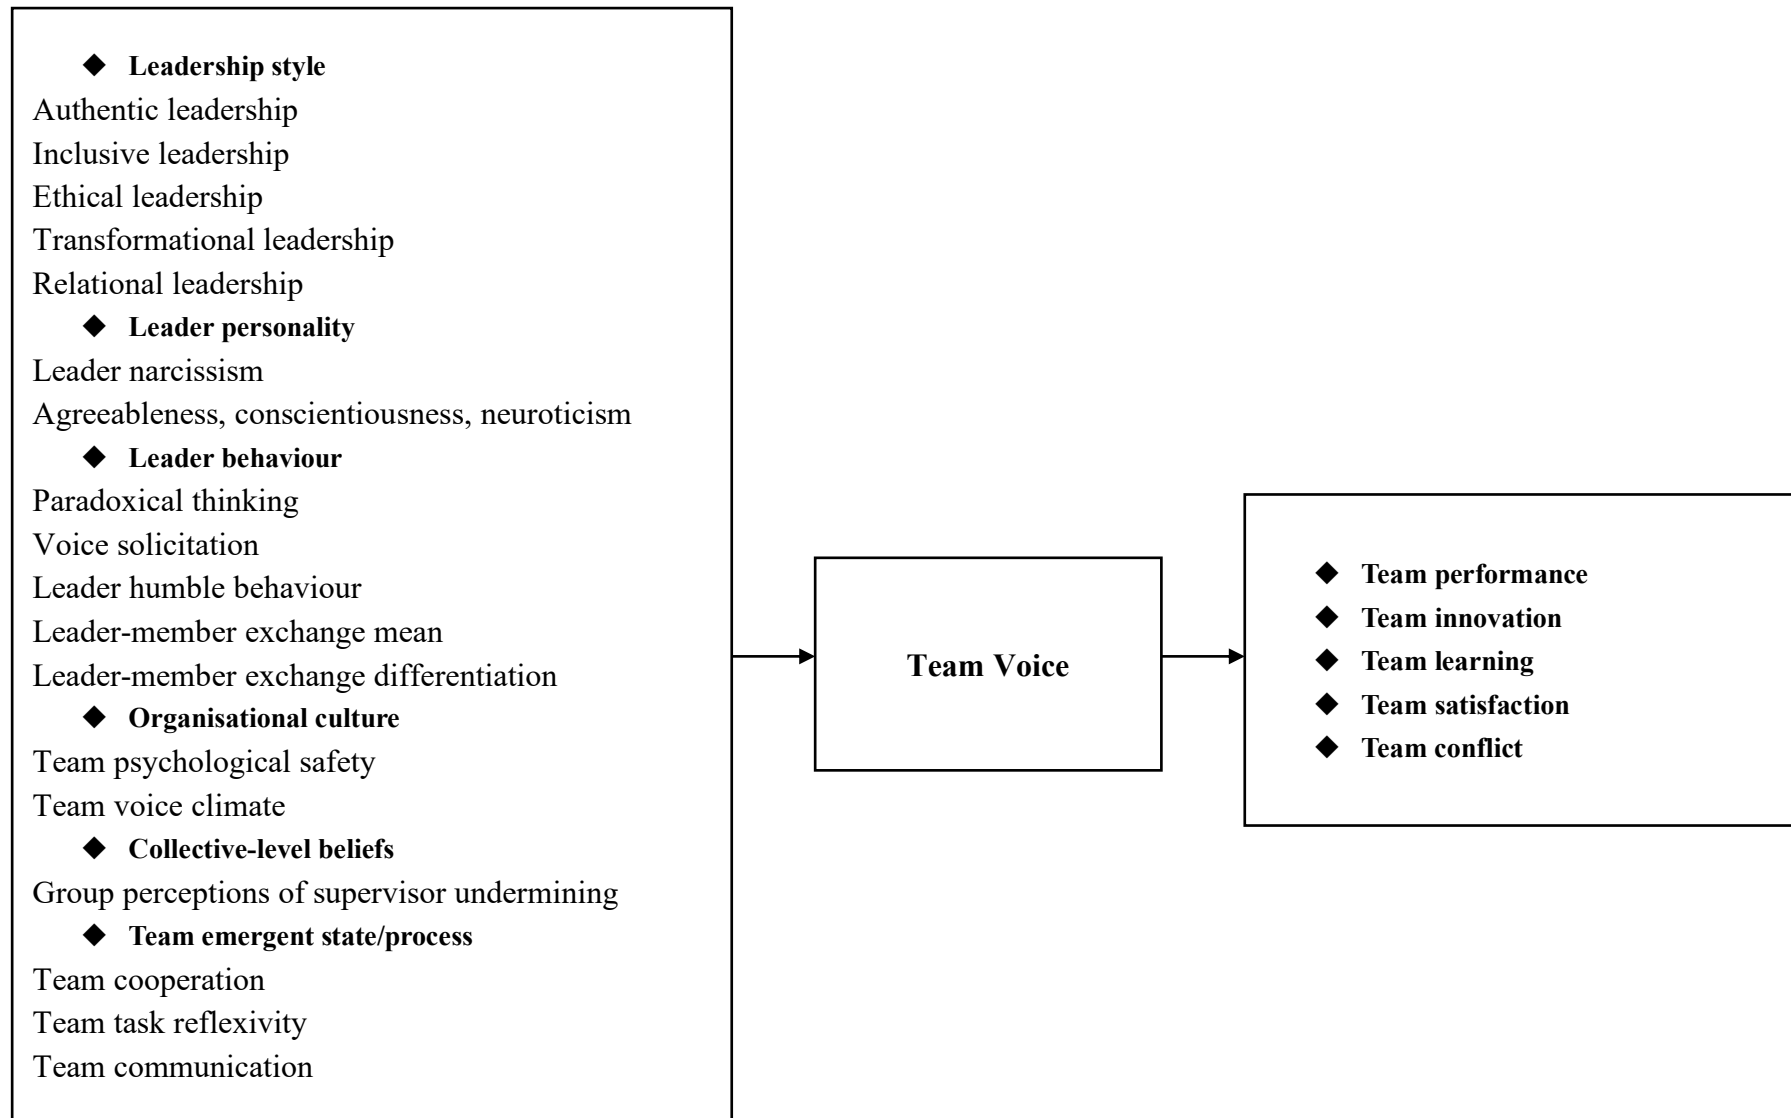 ◆ Leadership style
Authentic leadership
Inclusive leadership
Ethical leadership
Transformational leadership
Relational leadership
◆ Leader personality
Leader narcissism
Agreeableness, conscientiousness, neuroticism
◆ Leader behaviour
Paradoxical thinking
Voice solicitation
Leader humble behaviour
Leader-member exchange mean
Leader-member exchange differentiation
◆ Organisational culture
Team psychological safety
Team voice climate
◆ Collective-level beliefs
Group perceptions of supervisor undermining
◆ Team emergent state/process
Team cooperation
Team task reflexivity
Team communication
Team Voice
◆ Team performance
◆ Team innovation
◆ Team learning
◆ Team satisfaction
◆ Team conflict